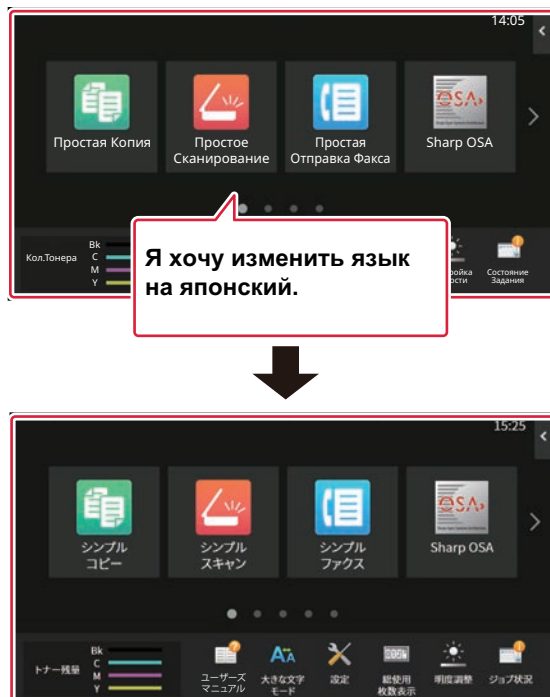 14:05
Простая Копия
Простое
Сканирование
Простая
Отправка Факса
OSA
Sharp OSA
Кол.Тонера
Bk
C
M
Y
Состояние
Задания
Я хочу изменить язык
на японский.
15:25
シンプル
コピー
シンプル
スキャン
シンプル
ファクス
OSA
Sharp OSA
トナー残量
Bk
C
M
Y
ユーザーズ
マニュアル
大きな文字
モード
設定
総使用
枚数表示
明度調整
ジョブ状況